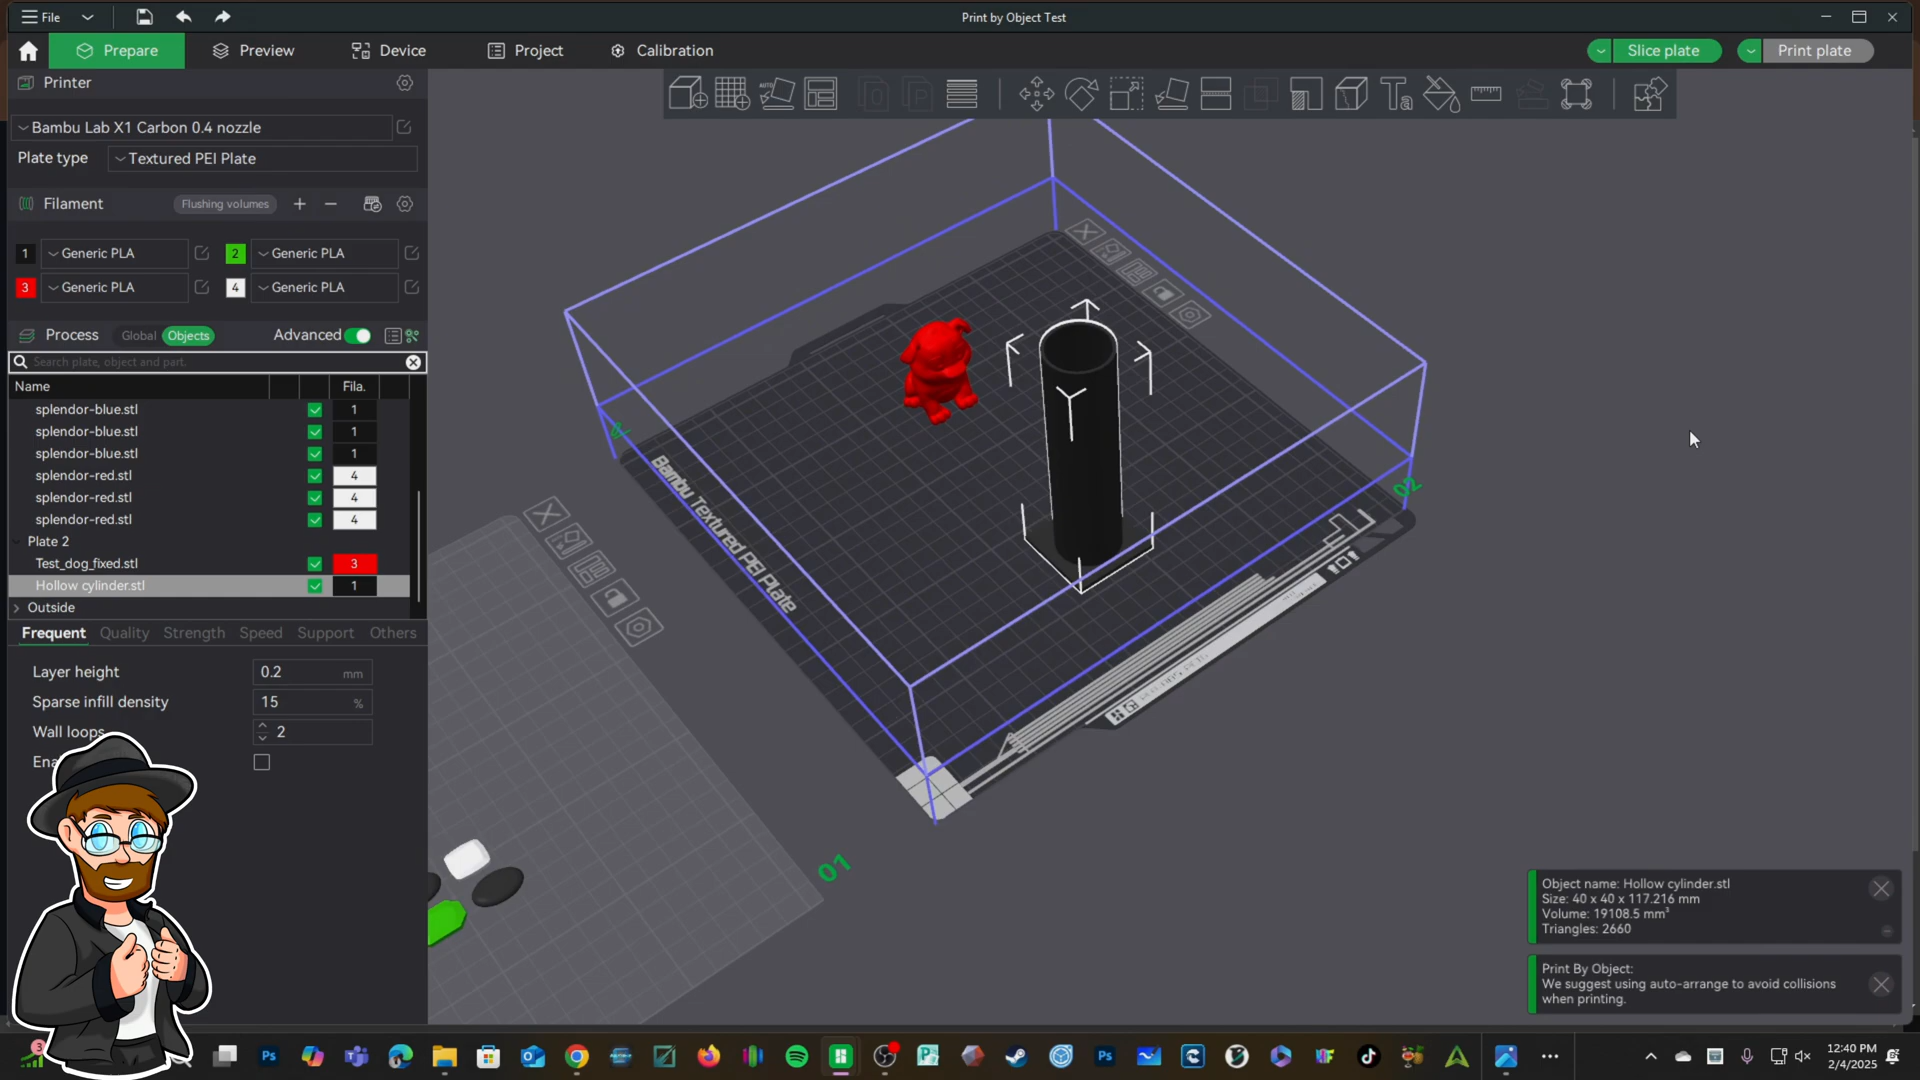 File
Print by Object Test
Prepare
Preview
Device
Project
Calibration
Slice plate
Print plate
Printer
Bambu Lab X1 Carbon 0.4 nozzle
Plate type
Textured PEI Plate
Filament
Flushing volumes
1
Generic PLA
2
Generic PLA
3
Generic PLA
4
Generic PLA
Process
Global
Objects
Advanced
Search plate, object and part.
Name
Fila.
splendor-blue.stl
1
splendor-blue.stl
1
splendor-blue.stl
1
splendor-red.stl
4
splendor-red.stl
4
splendor-red.stl
4
Plate 2
Test_dog_fixed.stl
3
Hollow cylinder.stl
1
Outside
Frequent
Quality
Strength
Speed
Support
Others
Layer height
0.2
mm
Sparse infill density
15
%
Wall loops
2
Ena
AUTO
Bambu Textured PEI Plate
01
02
Object name: Hollow cylinder.stl
Size: 40 x 40 x 117.216 mm
Volume: 19108.5 mm³
Triangles: 2660
Print By Object:
We suggest using auto-arrange to avoid collisions
when printing.
3
12:40 PM
2/4/2025